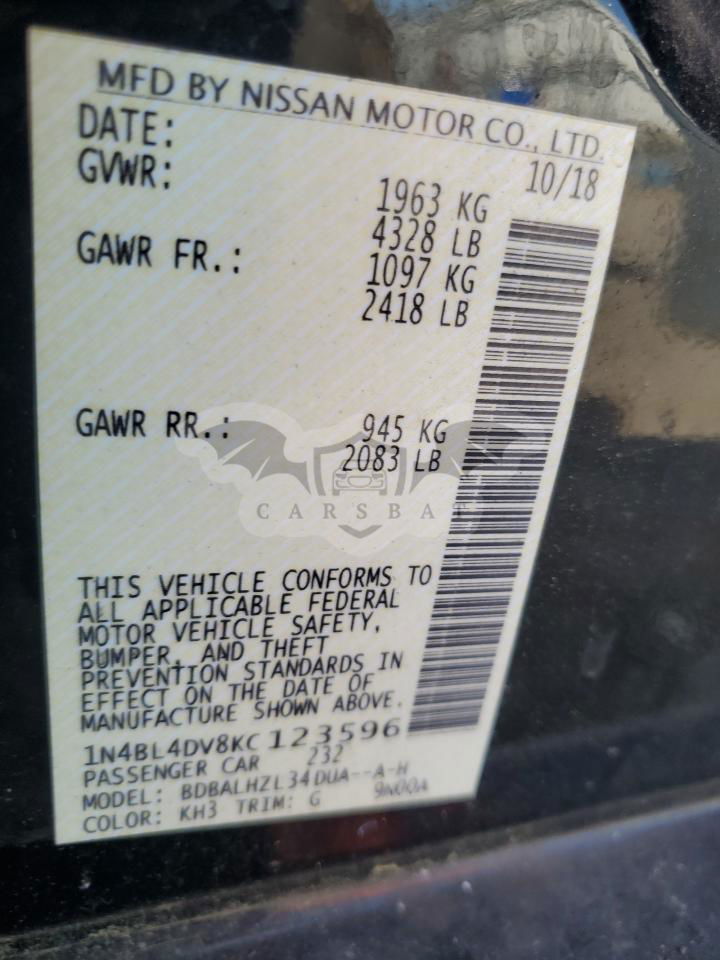 MFD BY NISSAN MOTOR CO., LTD.
DATE: 10/18
GVWR: 1963 KG
4328 LB
GAWR FR.: 1097 KG
2418 LB
GAWR RR.: 945 KG
2083 LB
CARSBAT
THIS VEHICLE CONFORMS TO
ALL APPLICABLE FEDERAL
MOTOR VEHICLE SAFETY,
BUMPER, AND THEFT
PREVENTION STANDARDS IN
EFFECT ON THE DATE OF
MANUFACTURE SHOWN ABOVE.
1N4BL4DV8KC123596
PASSENGER CAR 232
MODEL: BDBALHZL34DUA--A-H
COLOR: KH3 TRIM: G 9N00A